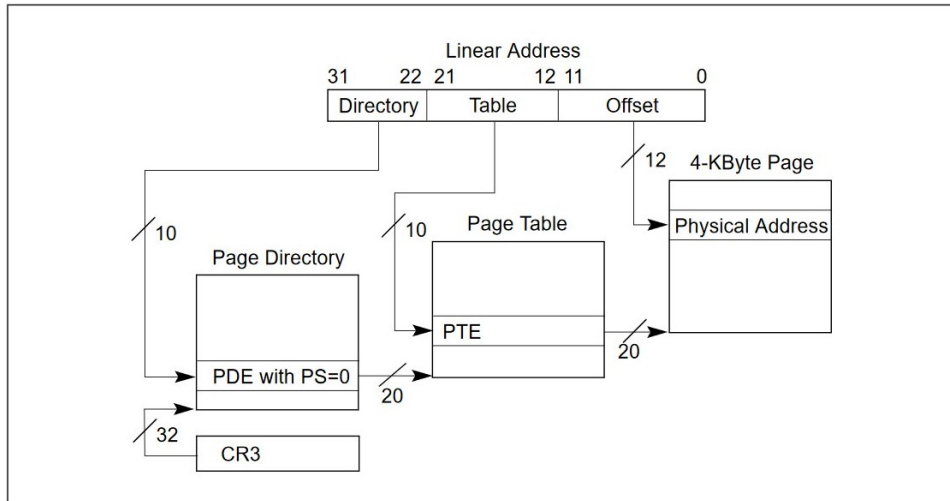 Linear Address
31 22 21 12 11 0
Directory Table Offset
12
4-KByte Page
Physical Address
10
10
Page Table
Page Directory
PTE
20
PDE with PS=0
20
32
CR3